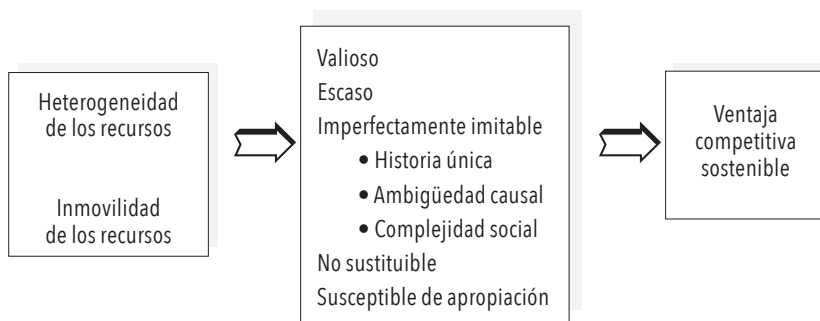 Heterogeneidad
de los recursos
Inmovilidad
de los recursos
Valioso
Escaso
Imperfectamente imitable
• Historia única
• Ambigüedad causal
• Complejidad social
No sustituible
Susceptible de apropiación
Ventaja
competitiva
sostenible